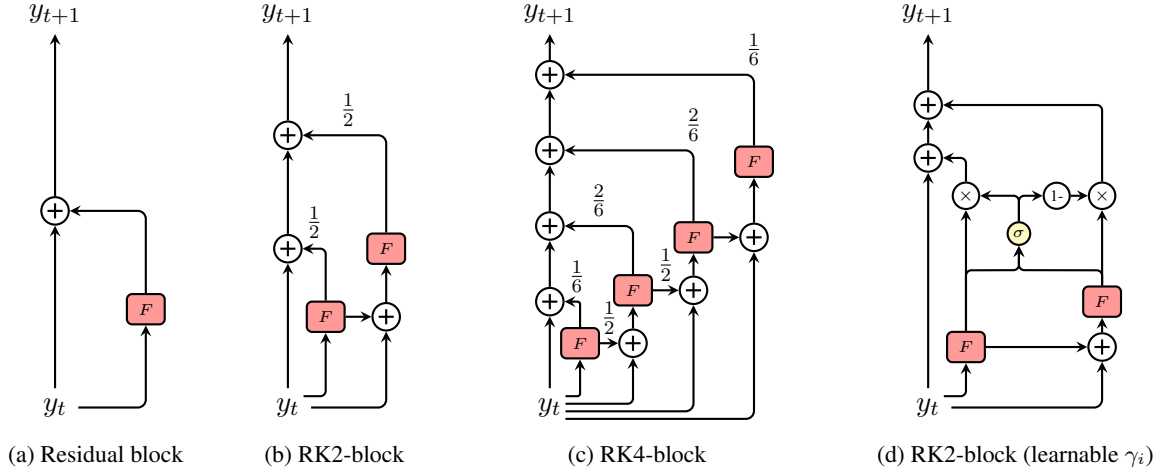 y_{t+1}
F
y_t
(a) Residual block
y_{t+1}
1/2
1/2
F
F
y_t
(b) RK2-block
y_{t+1}
1/6
2/6
F
2/6
F
1/2
1/6
F
1/2
F
y_t
(c) RK4-block
y_{t+1}
1-
σ
F
F
y_t
(d) RK2-block (learnable γ_i)